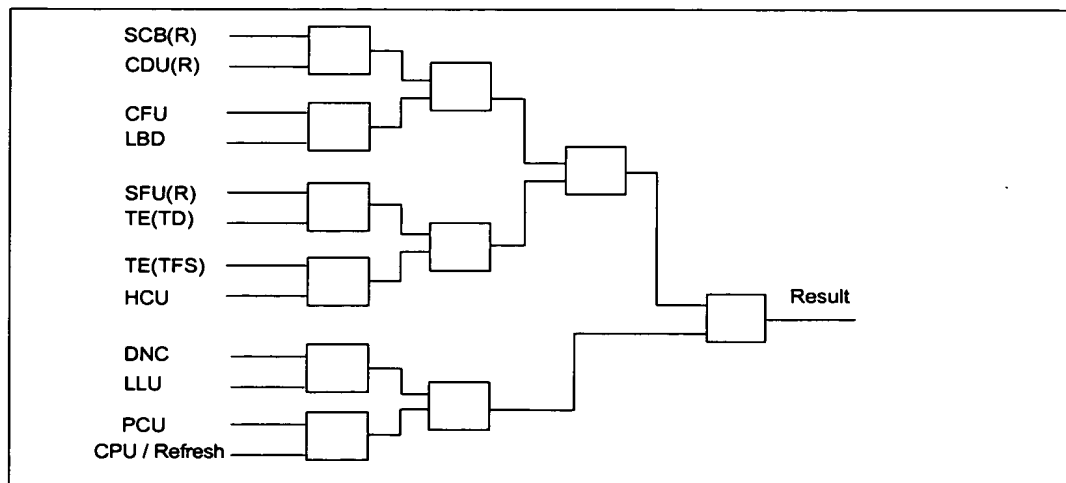 SCB(R)
CDU(R)
CFU
LBD
SFU(R)
TE(TD)
TE(TFS)
HCU
Result
DNC
LLU
PCU
CPU / Refresh